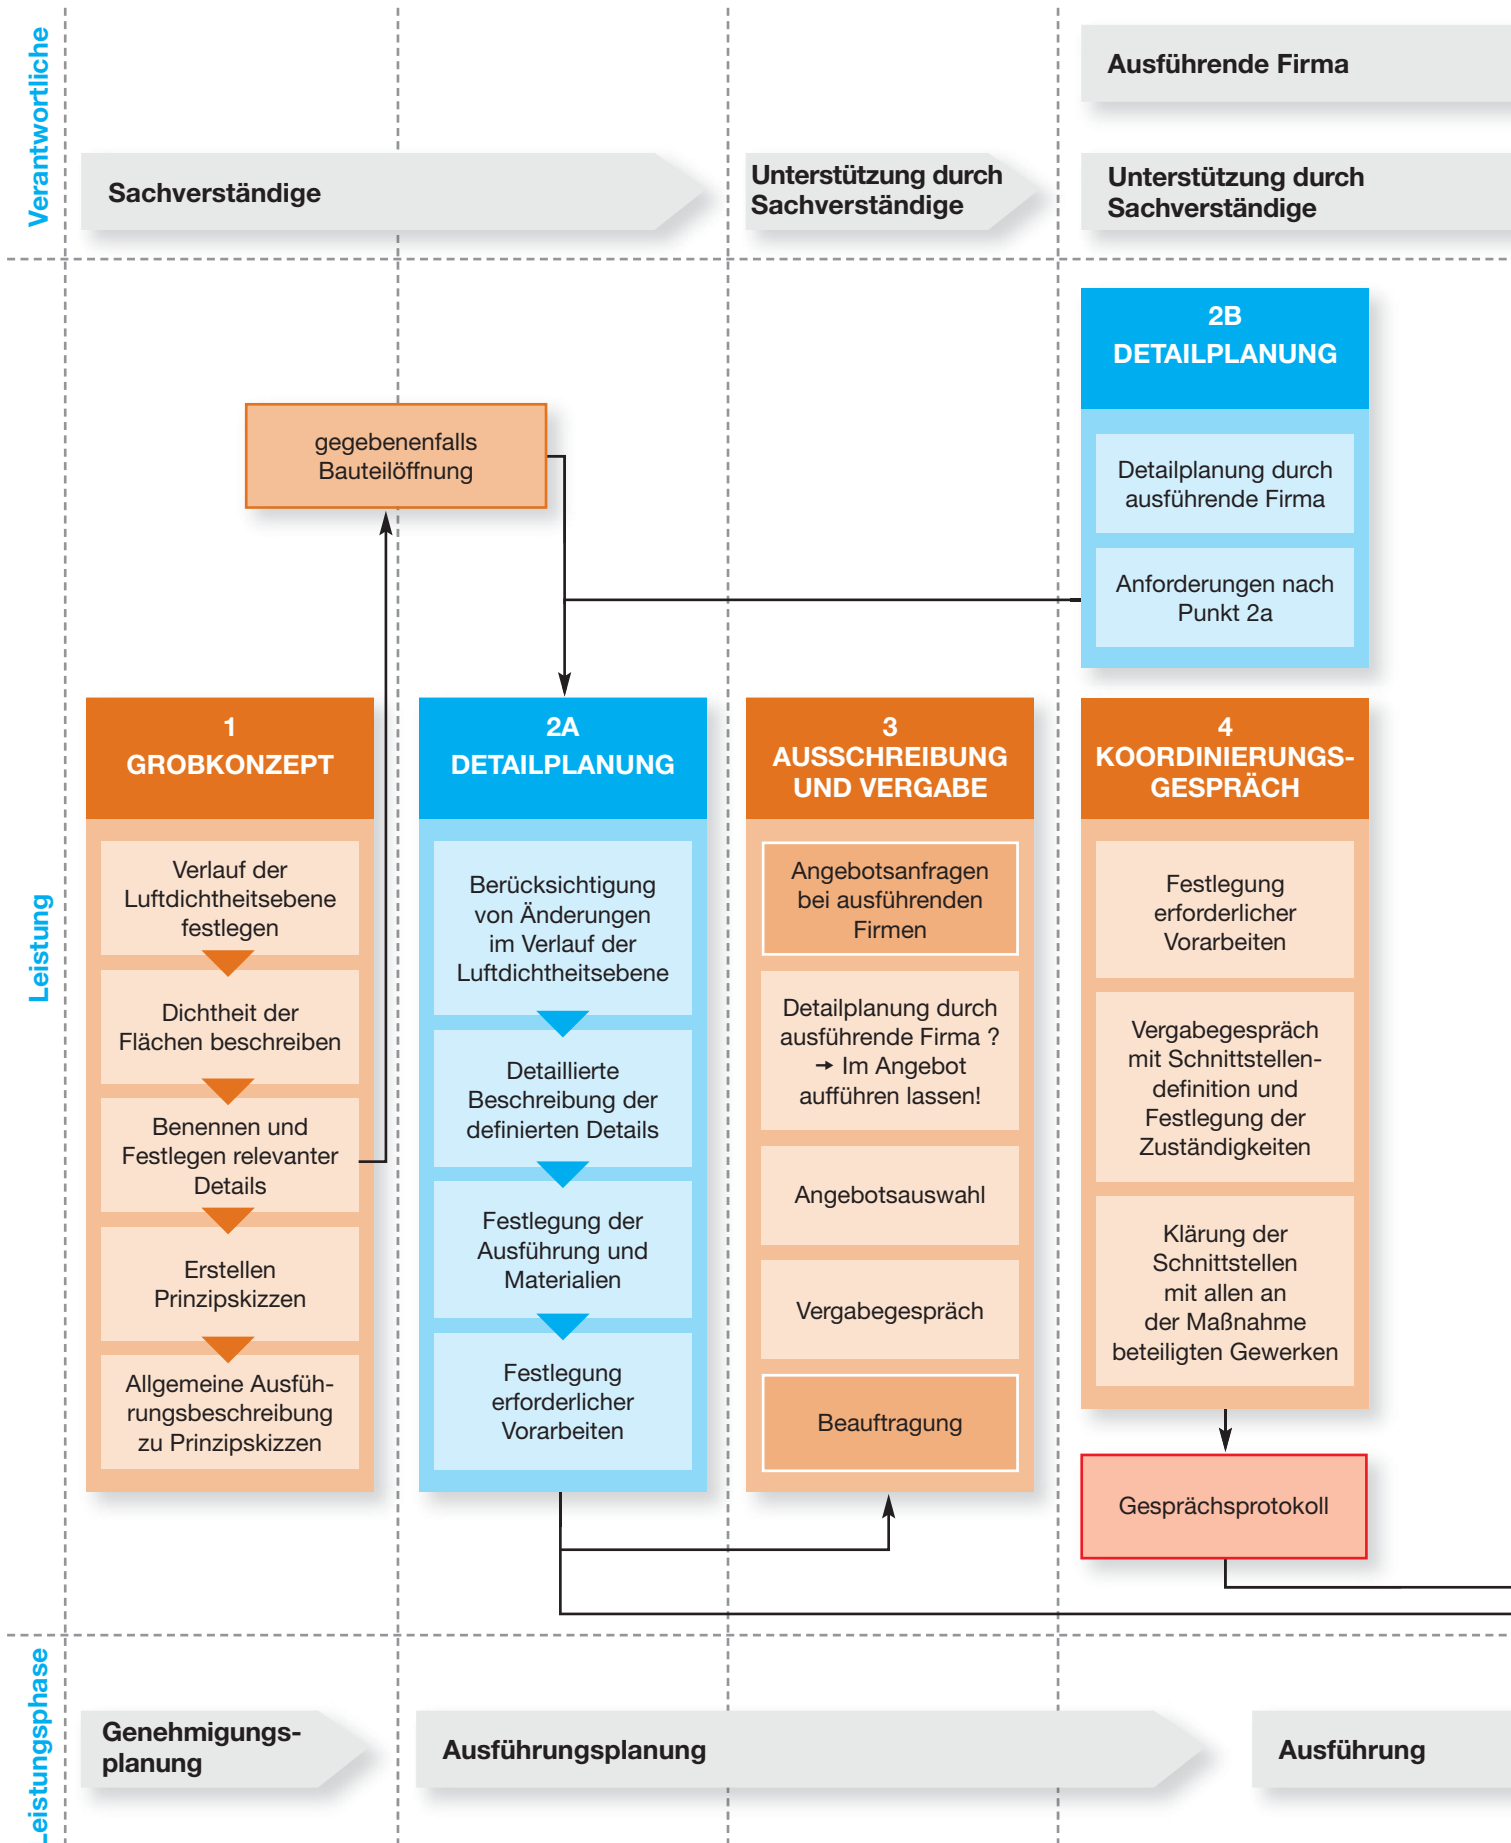 Verantwortliche
Ausführende Firma
Sachverständige
Unterstützung durch
Sachverständige
Unterstützung durch
Sachverständige
Leistung
2B
DETAILPLANUNG
Detailplanung durch
ausführende Firma
Anforderungen nach
Punkt 2a
gegebenenfalls
Bauteilöffnung
1
GROBKONZEPT
Verlauf der
Luftdichtheitsebene
festlegen
Dichtheit der
Flächen beschreiben
Benennen und
Festlegen relevanter
Details
Erstellen
Prinzipskizzen
Allgemeine Ausfüh-
rungsbeschreibung
zu Prinzipskizzen
2A
DETAILPLANUNG
Berücksichtigung
von Änderungen
im Verlauf der
Luftdichtheitsebene
Detaillierte
Beschreibung der
definierten Details
Festlegung der
Ausführung und
Materialien
Festlegung
erforderlicher
Vorarbeiten
3
AUSSCHREIBUNG
UND VERGABE
Angebotsanfragen
bei ausführenden
Firmen
Detailplanung durch
ausführende Firma ?
→ Im Angebot
aufführen lassen!
Angebotsauswahl
Vergabegespräch
Beauftragung
4
KOORDINIERUNGS-
GESPRÄCH
Festlegung
erforderlicher
Vorarbeiten
Vergabegespräch
mit Schnittstellen-
definition und
Festlegung der
Zuständigkeiten
Klärung der
Schnittstellen
mit allen an
der Maßnahme
beteiligten Gewerken
Gesprächsprotokoll
Leistungsphase
Genehmigungs-
planung
Ausführungsplanung
Ausführung